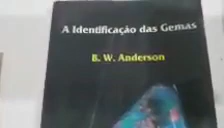 A Identificação das Gemas
B. W. Anderson